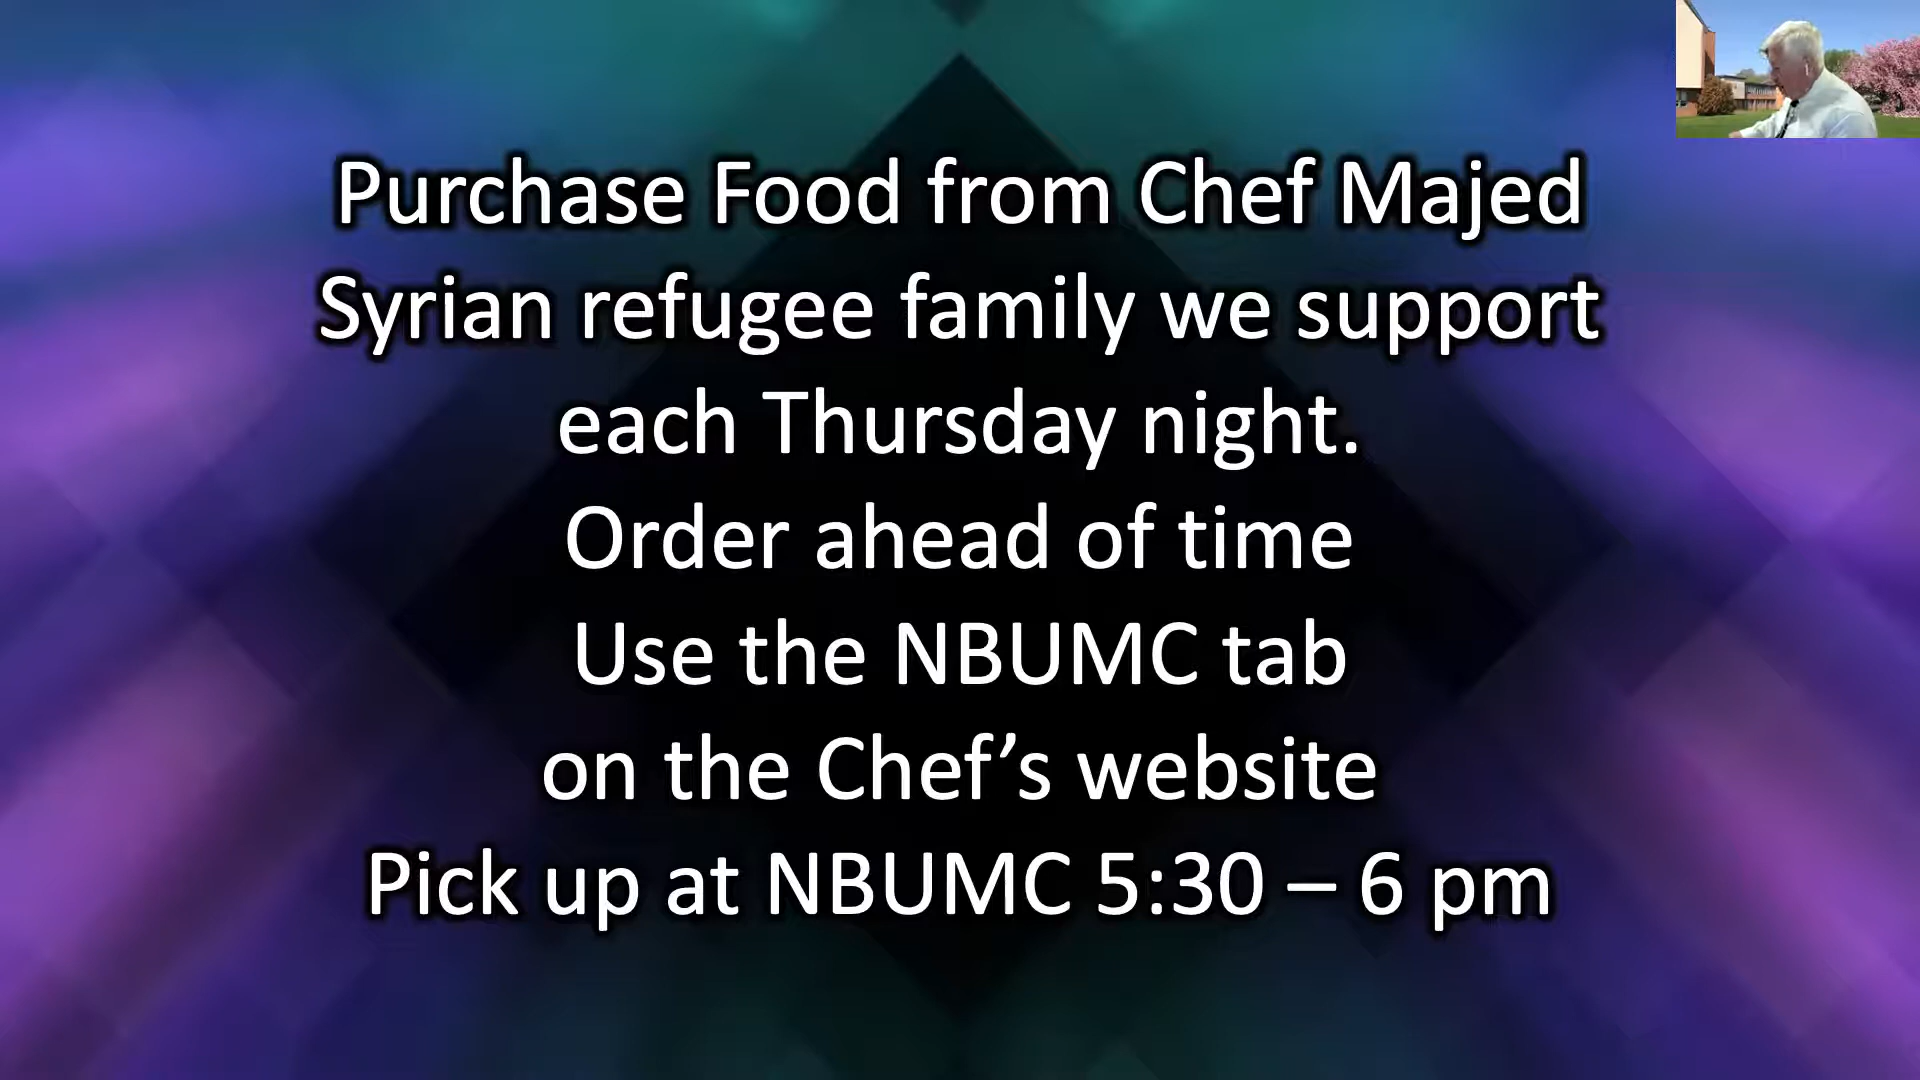 Purchase Food from Chef Majed
Syrian refugee family we support
each Thursday night.
Order ahead of time
Use the NBUMC tab
on the Chef’s website
Pick up at NBUMC 5:30 – 6 pm